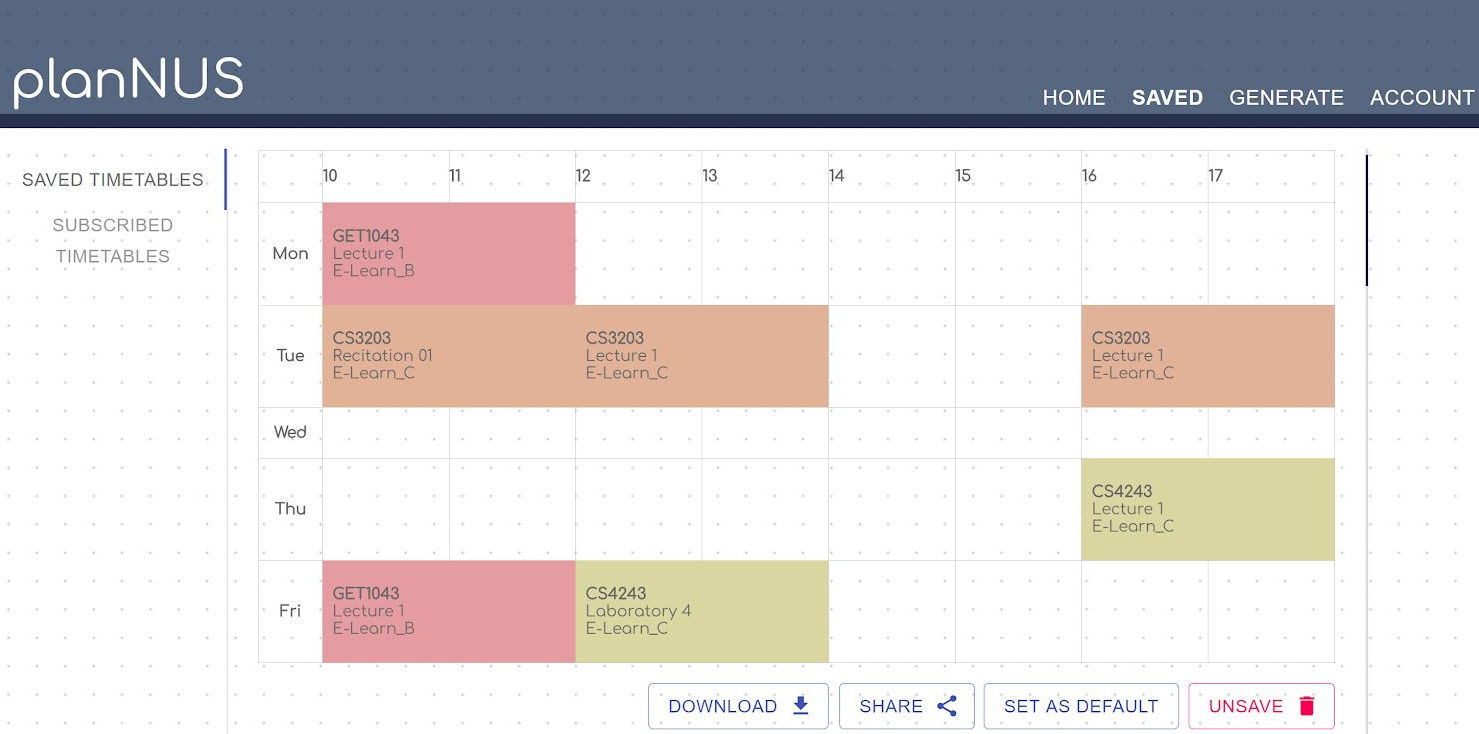 planNUS
HOME SAVED GENERATE ACCOUNT
SAVED TIMETABLES
SUBSCRIBED
TIMETABLES
10 11 12 13 14 15 16 17
Mon
GET1043
Lecture 1
E-Learn_B
Tue
CS3203
Recitation 01
E-Learn_C
CS3203
Lecture 1
E-Learn_C
CS3203
Lecture 1
E-Learn_C
Wed
Thu
CS4243
Lecture 1
E-Learn_C
Fri
GET1043
Lecture 1
E-Learn_B
CS4243
Laboratory 4
E-Learn_C
DOWNLOAD SHARE SET AS DEFAULT UNSAVE